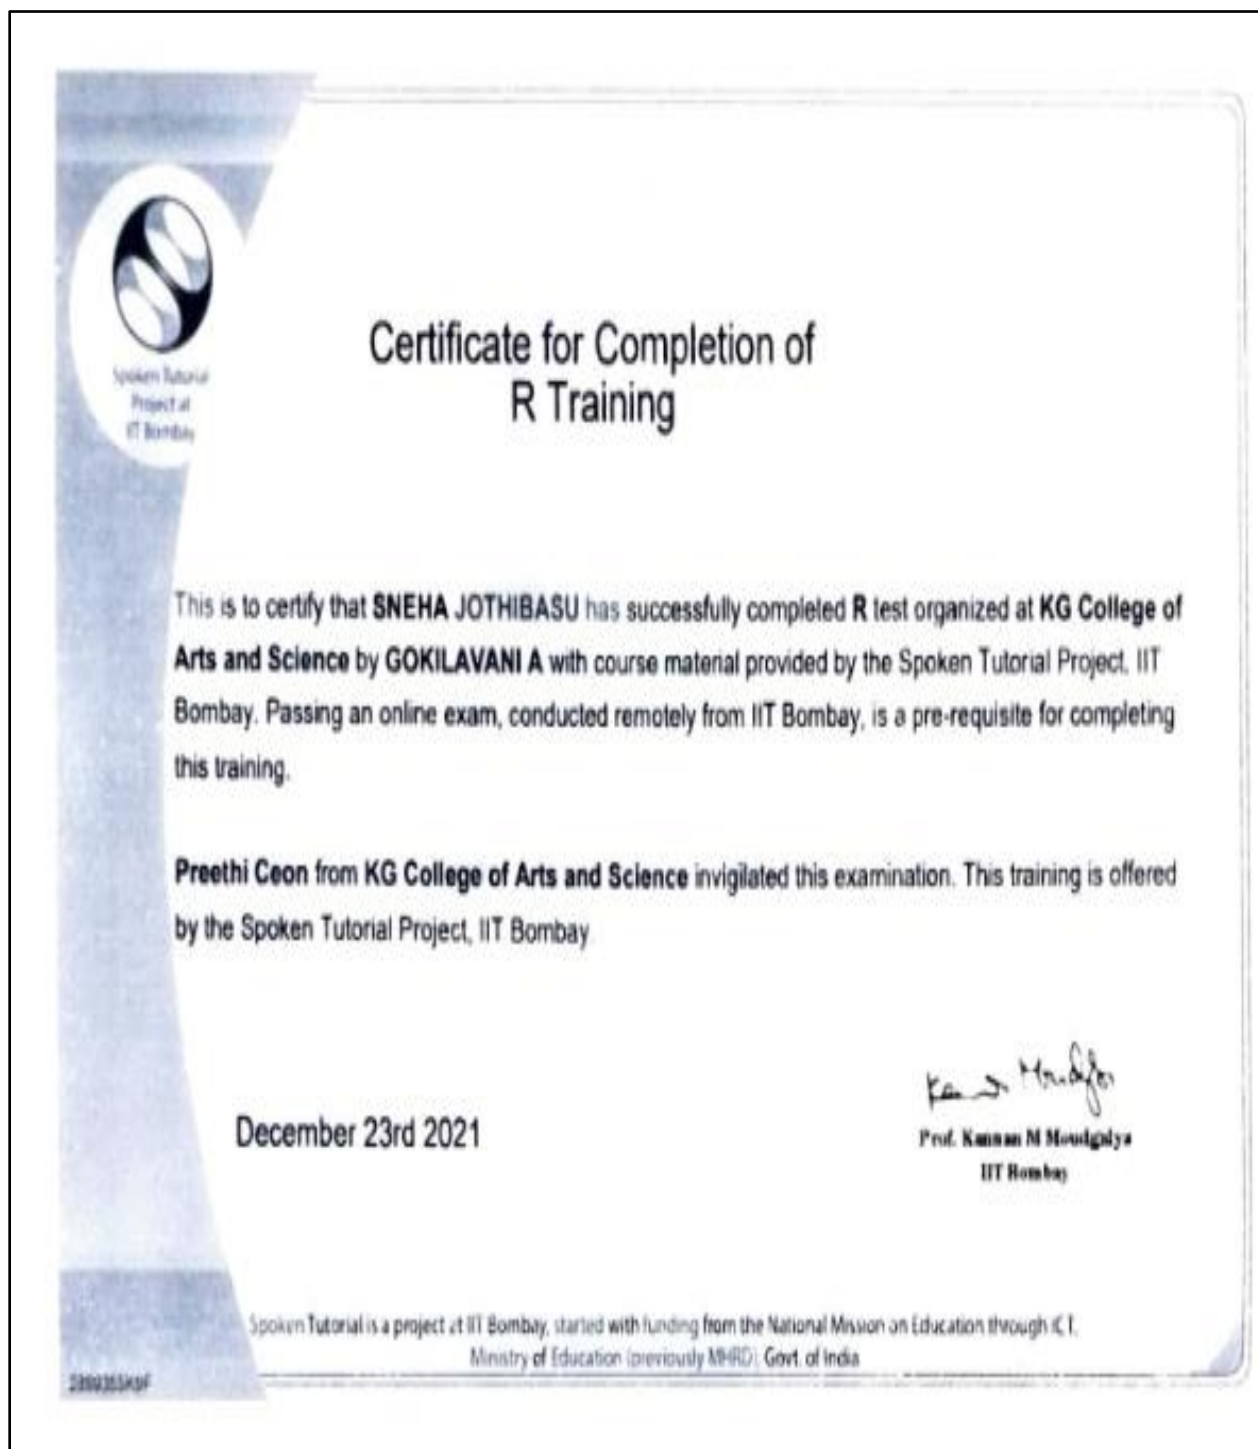 Spoken Tutorial
Project at
IIT Bombay
Certificate for Completion of
R Training
This is to certify that SNEHA JOTHIBASU has successfully completed R test organized at KG College of
Arts and Science by GOKILAVANI A with course material provided by the Spoken Tutorial Project, IIT
Bombay. Passing an online exam, conducted remotely from IIT Bombay, is a pre-requisite for completing
this training.
Preethi Ceon from KG College of Arts and Science invigilated this examination. This training is offered
by the Spoken Tutorial Project, IIT Bombay
December 23rd 2021
Prof. Kannan M Moudgalya
IIT Bombay
Spoken Tutorial is a project at IIT Bombay, started with funding from the National Mission on Education through ICT,
Ministry of Education (previously MHRD), Govt. of India